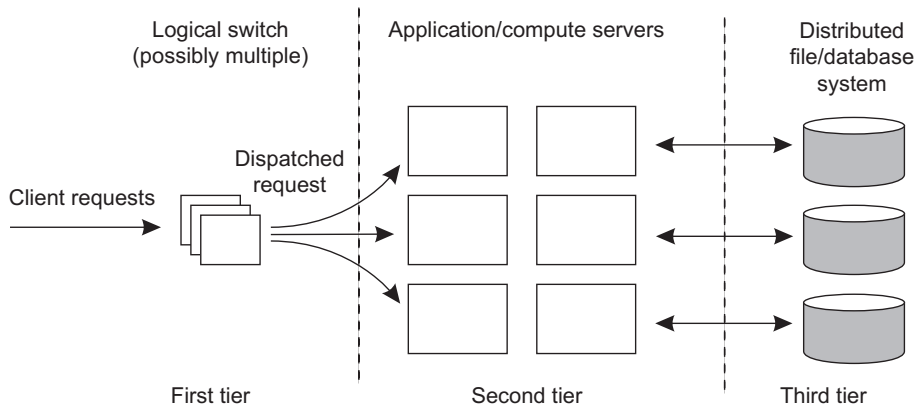 Logical switch
(possibly multiple)
Application/compute servers
Distributed
file/database
system
Dispatched
request
Client requests
First tier
Second tier
Third tier